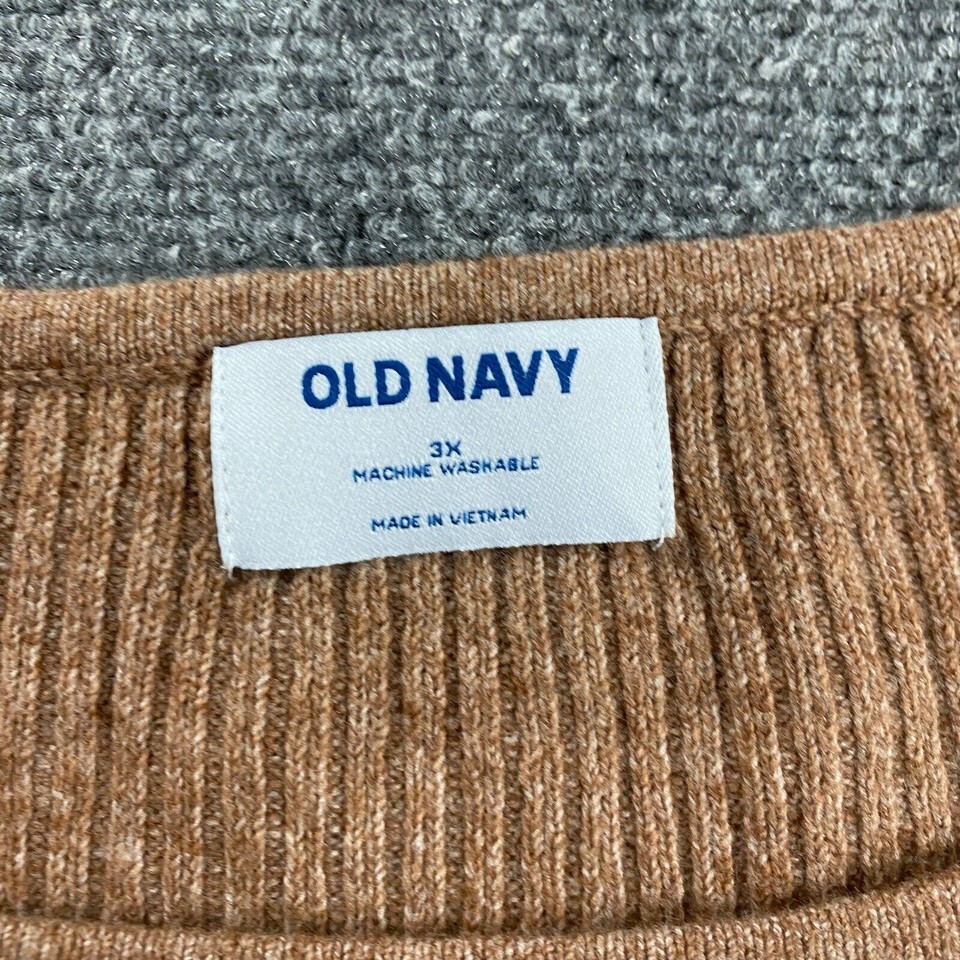 OLD NAVY
3X
MACHINE WASHABLE
MADE IN VIETNAM